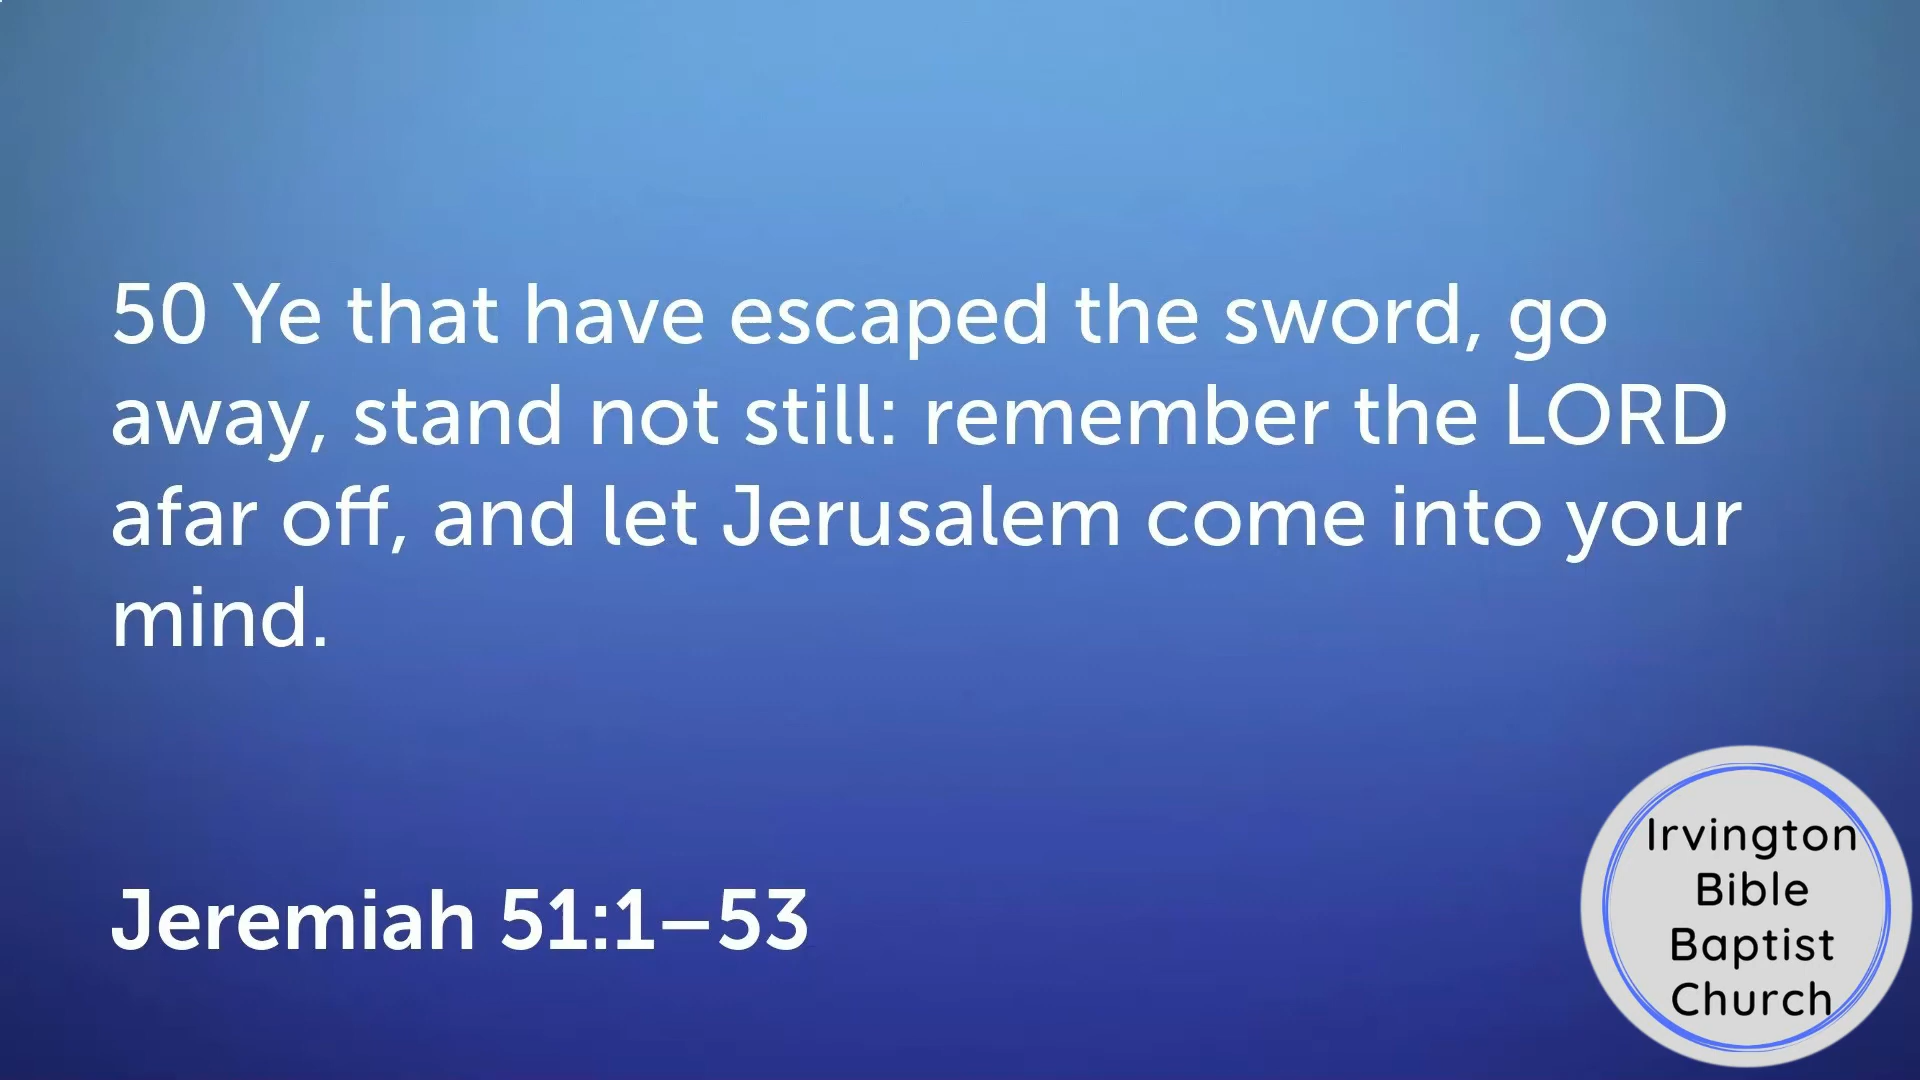 50 Ye that have escaped the sword, go
away, stand not still: remember the LORD
afar off, and let Jerusalem come into your
mind.
Jeremiah 51:1–53
Irvington
Bible
Baptist
Church